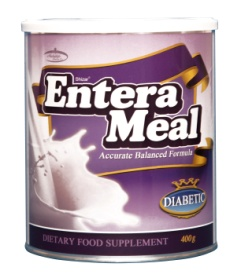 Entera
Meal
Accurate Balanced Formula
DIABETIC
DIETARY FOOD SUPPLEMENT
400g